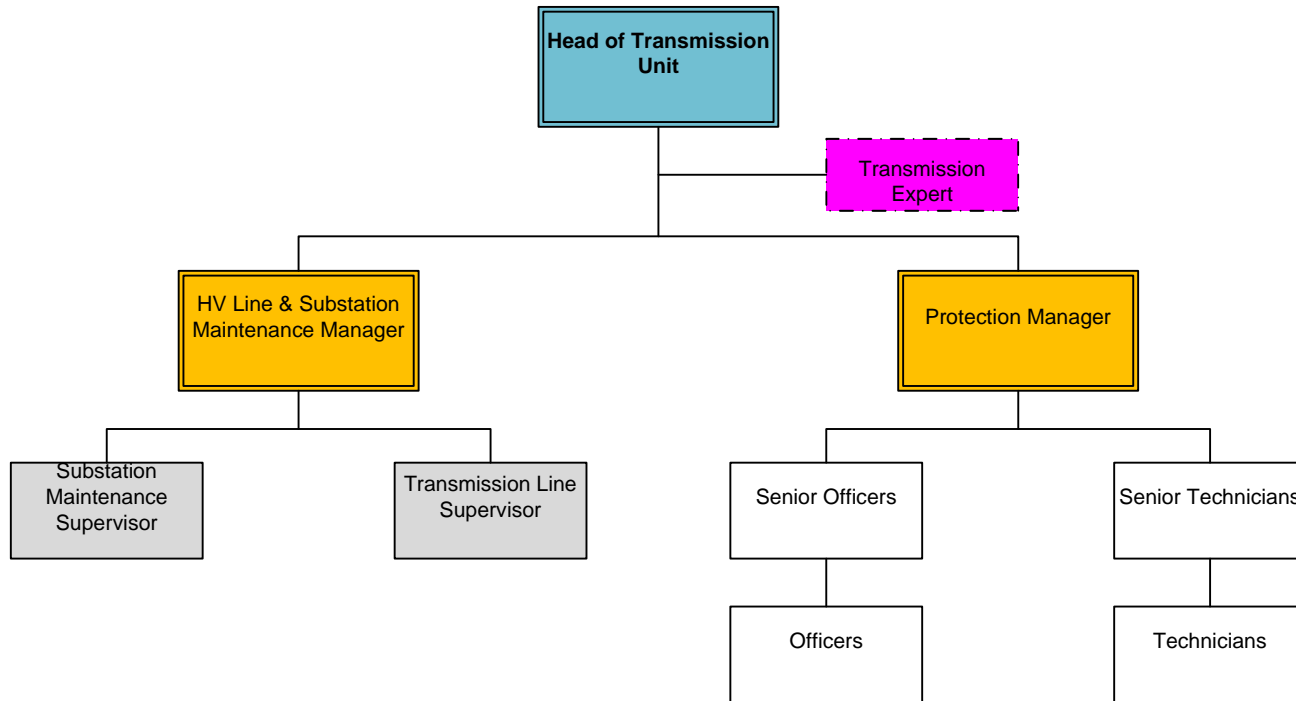 Head of Transmission
Unit
Transmission
Expert
HV Line & Substation
Maintenance Manager
Protection Manager
Substation
Maintenance
Supervisor
Transmission Line
Supervisor
Senior Officers
Senior Technicians
Officers
Technicians